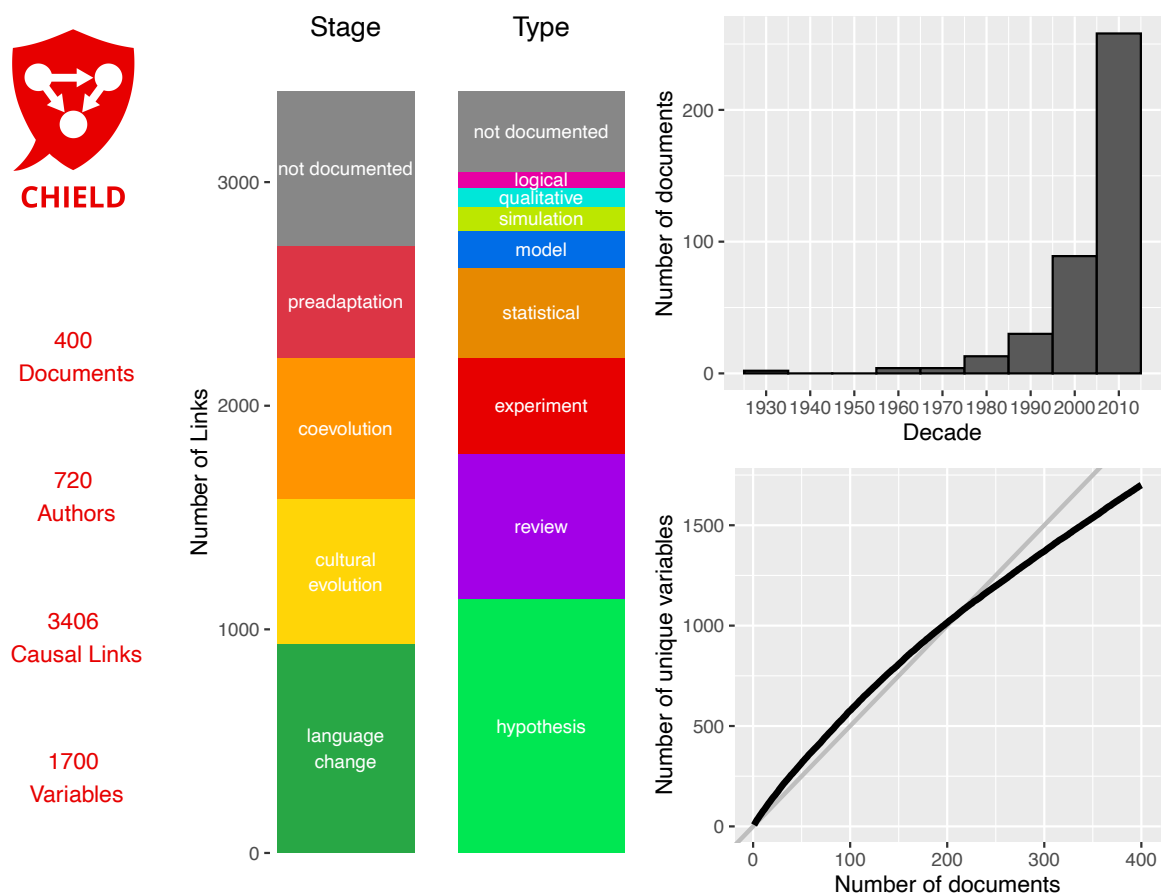 CHIELD
400
Documents
720
Authors
3406
Causal Links
1700
Variables
Stage
Type
Number of Links
3000
2000
1000
0
not documented
preadaptation
coevolution
cultural
evolution
language
change
not documented
logical
qualitative
simulation
model
statistical
experiment
review
hypothesis
Number of documents
200
100
0
1930 1940 1950 1960 1970 1980 1990 2000 2010
Decade
Number of unique variables
1500
1000
500
0
0 100 200 300 400
Number of documents